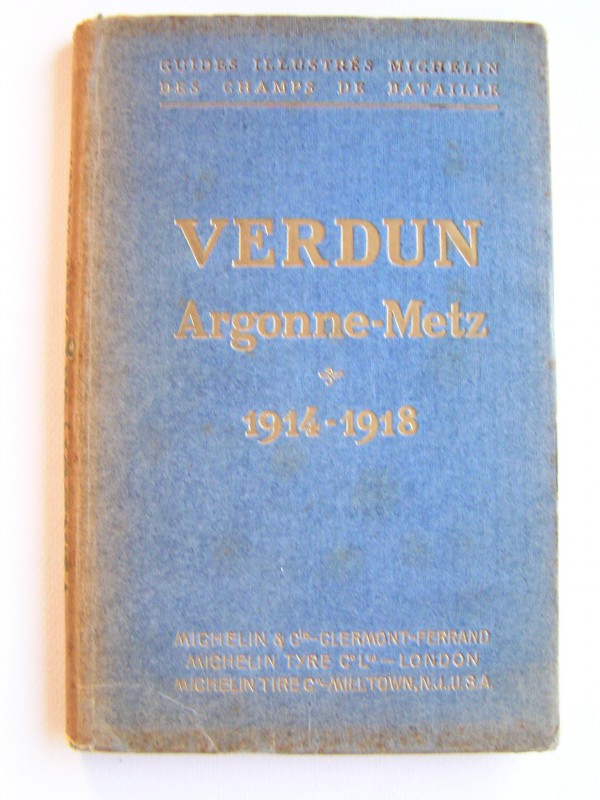 GUIDES ILLUSTRÉS MICHELIN
DES CHAMPS DE BATAILLE
VERDUN
Argonne-Metz
1914-1918
MICHELIN & Cie - CLERMONT-FERRAND
MICHELIN TYRE Co Ltd - LONDON
MICHELIN TIRE Co - MILLTOWN, N.J.U.S.A.